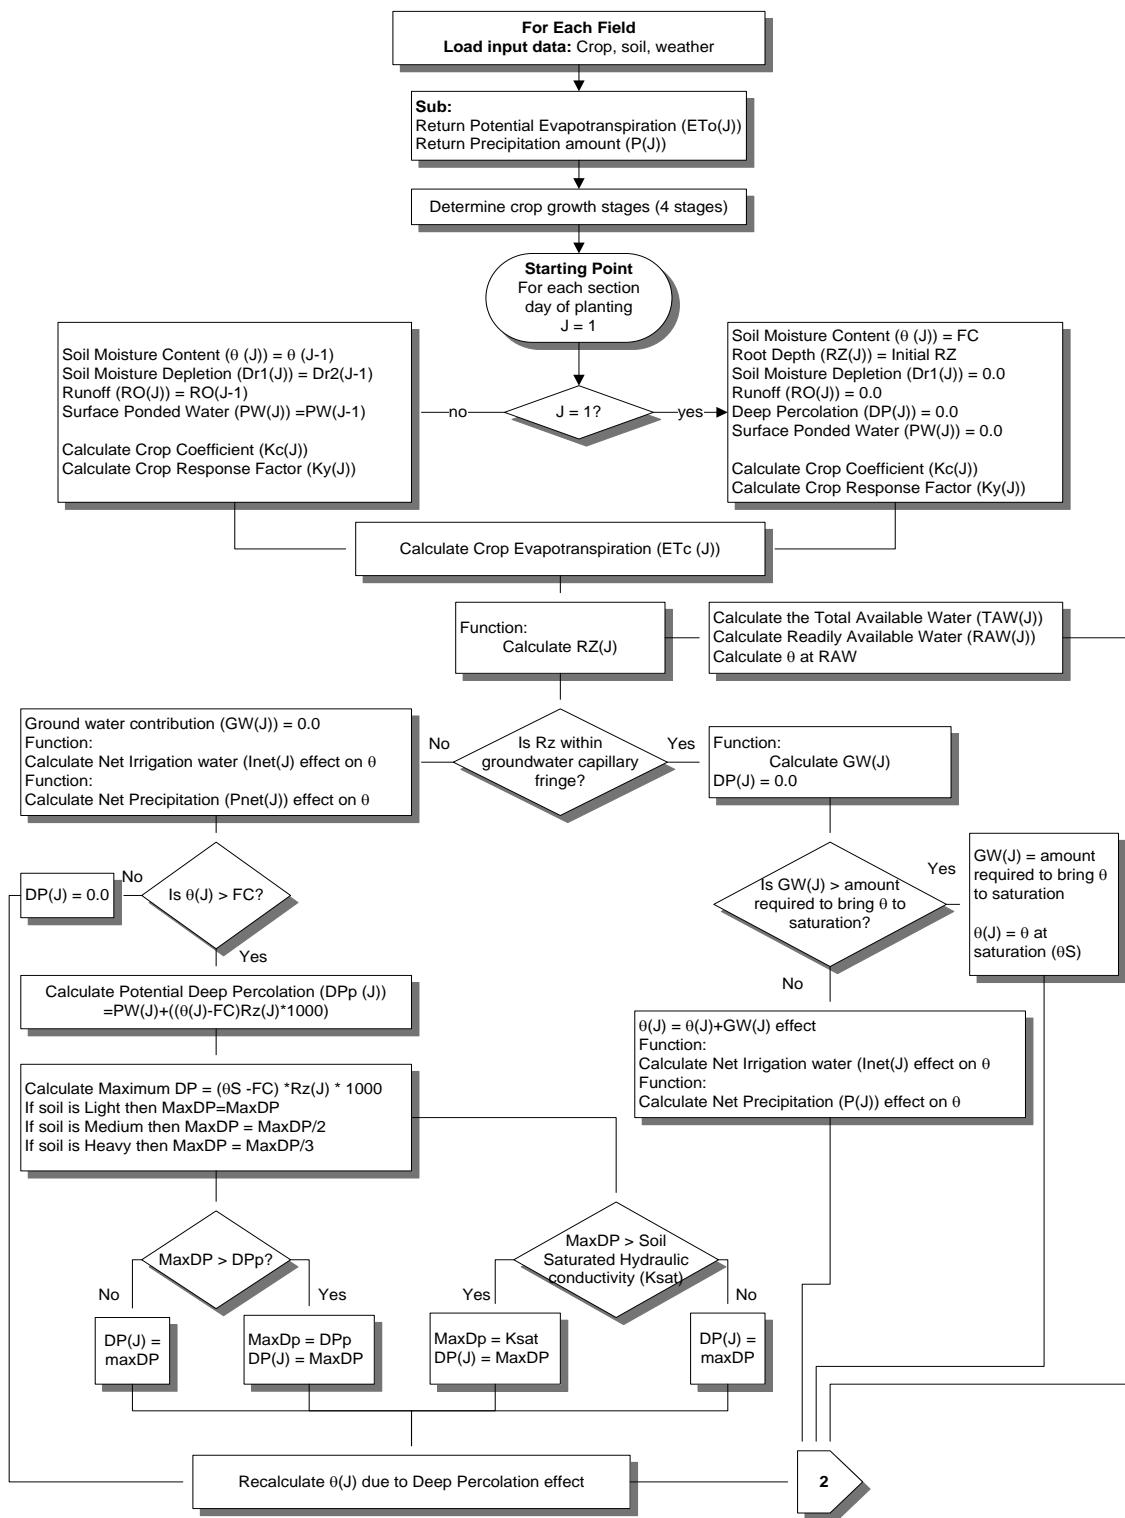 For Each Field
Load input data: Crop, soil, weather
Sub:
Return Potential Evapotranspiration (ETo(J))
Return Precipitation amount (P(J))
Determine crop growth stages (4 stages)
Starting Point
For each section
day of planting
J = 1
Soil Moisture Content (θ (J)) = θ (J-1)
Soil Moisture Depletion (Dr1(J)) = Dr2(J-1)
Runoff (RO(J)) = RO(J-1)
Surface Ponded Water (PW(J)) =PW(J-1)
Calculate Crop Coefficient (Kc(J))
Calculate Crop Response Factor (Ky(J))
no
J = 1?
yes
Soil Moisture Content (θ (J)) = FC
Root Depth (RZ(J)) = Initial RZ
Soil Moisture Depletion (Dr1(J)) = 0.0
Runoff (RO(J)) = 0.0
Deep Percolation (DP(J)) = 0.0
Surface Ponded Water (PW(J)) = 0.0
Calculate Crop Coefficient (Kc(J))
Calculate Crop Response Factor (Ky(J))
Calculate Crop Evapotranspiration (ETc (J))
Function:
Calculate RZ(J)
Calculate the Total Available Water (TAW(J))
Calculate Readily Available Water (RAW(J))
Calculate θ at RAW
Ground water contribution (GW(J)) = 0.0
Function:
Calculate Net Irrigation water (Inet(J) effect on θ
Function:
Calculate Net Precipitation (Pnet(J)) effect on θ
No
Is Rz within
groundwater capillary
fringe?
Yes
Function:
Calculate GW(J)
DP(J) = 0.0
DP(J) = 0.0
No
Is θ(J) > FC?
Yes
Is GW(J) > amount
required to bring θ to
saturation?
Yes
GW(J) = amount
required to bring θ
to saturation
θ(J) = θ at
saturation (θS)
No
Calculate Potential Deep Percolation (DPp (J))
=PW(J)+((θ(J)-FC)Rz(J)*1000)
θ(J) = θ(J)+GW(J) effect
Function:
Calculate Net Irrigation water (Inet(J) effect on θ
Function:
Calculate Net Precipitation (P(J)) effect on θ
Calculate Maximum DP = (θS -FC) *Rz(J) * 1000
If soil is Light then MaxDP=MaxDP
If soil is Medium then MaxDP = MaxDP/2
If soil is Heavy then MaxDP = MaxDP/3
MaxDP > DPp?
No
Yes
MaxDP > Soil
Saturated Hydraulic
conductivity (Ksat)
Yes
No
DP(J) =
maxDP
MaxDp = DPp
DP(J) = MaxDP
MaxDp = Ksat
DP(J) = MaxDP
DP(J) =
maxDP
Recalculate θ(J) due to Deep Percolation effect
2